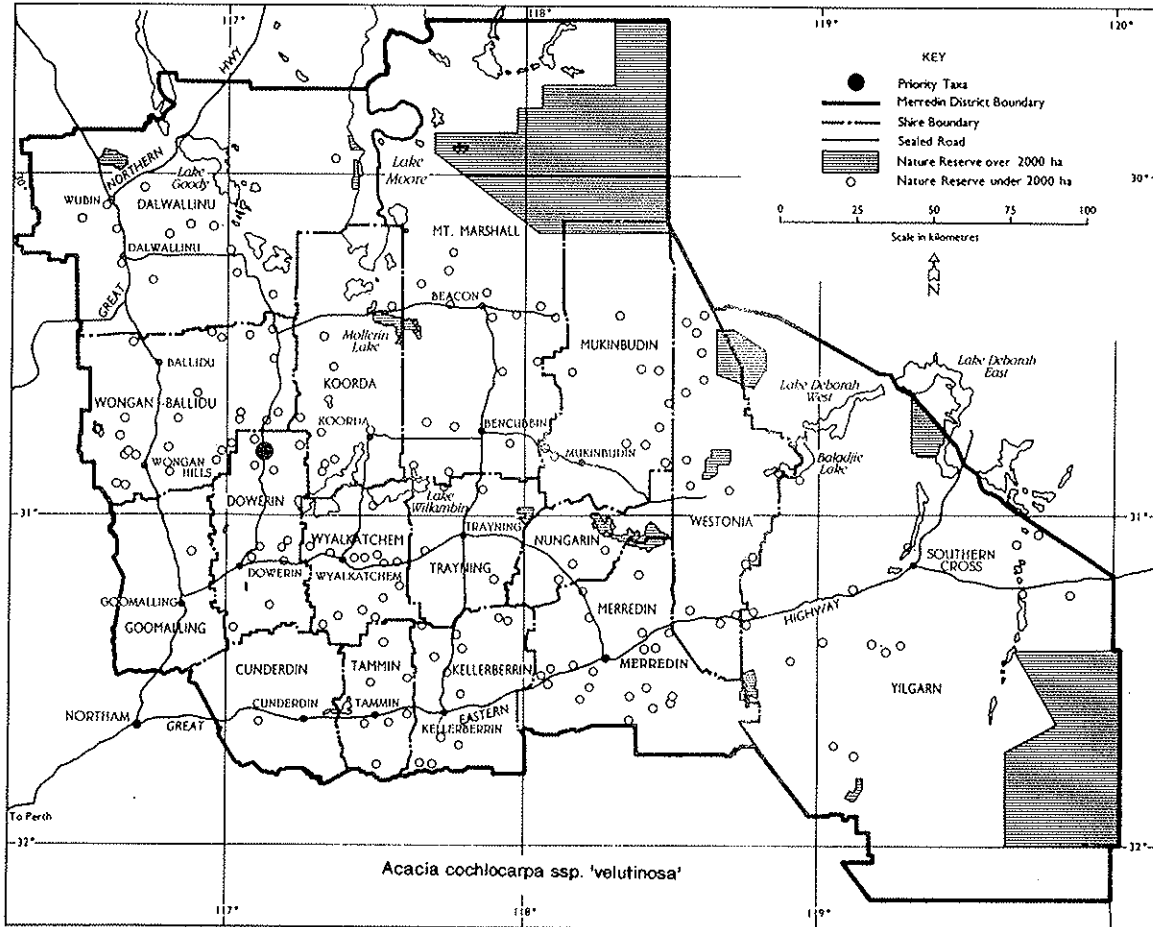 117°
118°
119°
120°
KEY
Priority Taxa
Merredin District Boundary
Shire Boundary
Sealed Road
Nature Reserve over 2000 ha
Nature Reserve under 2000 ha
0 25 50 75 100
Scale in kilometres
N
HWY
NORTHERN
Lake Goody
Lake Moore
30°
30°
WUBIN
DALWALLINU
MT. MARSHALL
DALWALLINU
GREAT
BEACON
Mollerin Lake
MUKINBUDIN
BALLIDU
KOORDA
Lake Deborah East
Lake Deborah West
WONGAN - BALLIDU
KOORDA
BENCUBBIN
MUKINBUDIN
Baladjie Lake
WONGAN HILLS
DOWERIN
Lake Wallambin
31°
WYALKATCHEM
TRAYNING
NUNGARIN
WESTONIA
31°
SOUTHERN CROSS
DOWERIN
WYALKATCHEM
TRAYNING
GOOMALLING
GOOMALLING
MERREDIN
HIGHWAY
CUNDERDIN
TAMMIN
KELLERBERRIN
MERREDIN
YILGARN
NORTHAM
GREAT
CUNDERDIN
TAMMIN
EASTERN
KELLERBERRIN
To Perth
32°
32°
Acacia cochlocarpa ssp. 'velutinosa'
117°
118°
119°